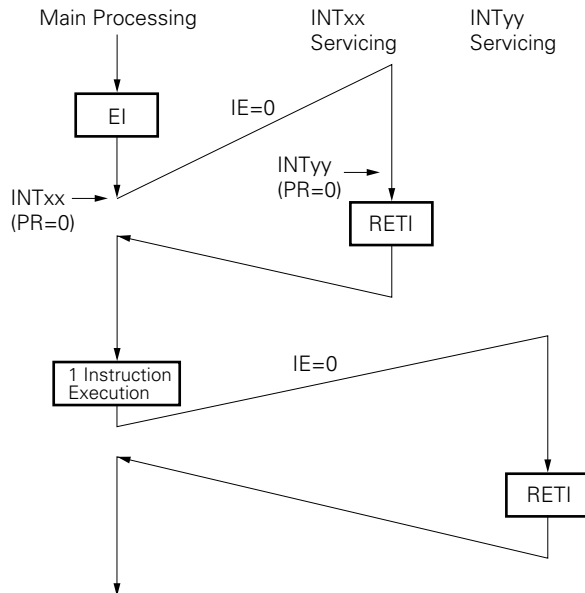 Main Processing
INTxx
Servicing
INTyy
Servicing
EI
IE=0
INTxx
(PR=0)
INTyy
(PR=0)
RETI
1 Instruction
Execution
IE=0
RETI